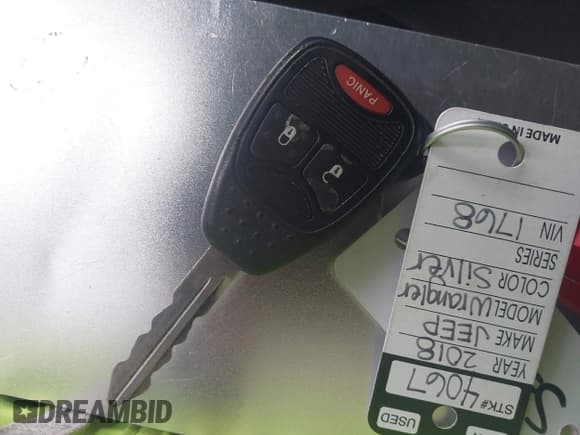 PANIC
MADE IN
USED
STK# 4067
YEAR 2018
MAKE JEEP
MODEL Wrangler
COLOR Silver
SERIES
VIN 1768
DREAMBID